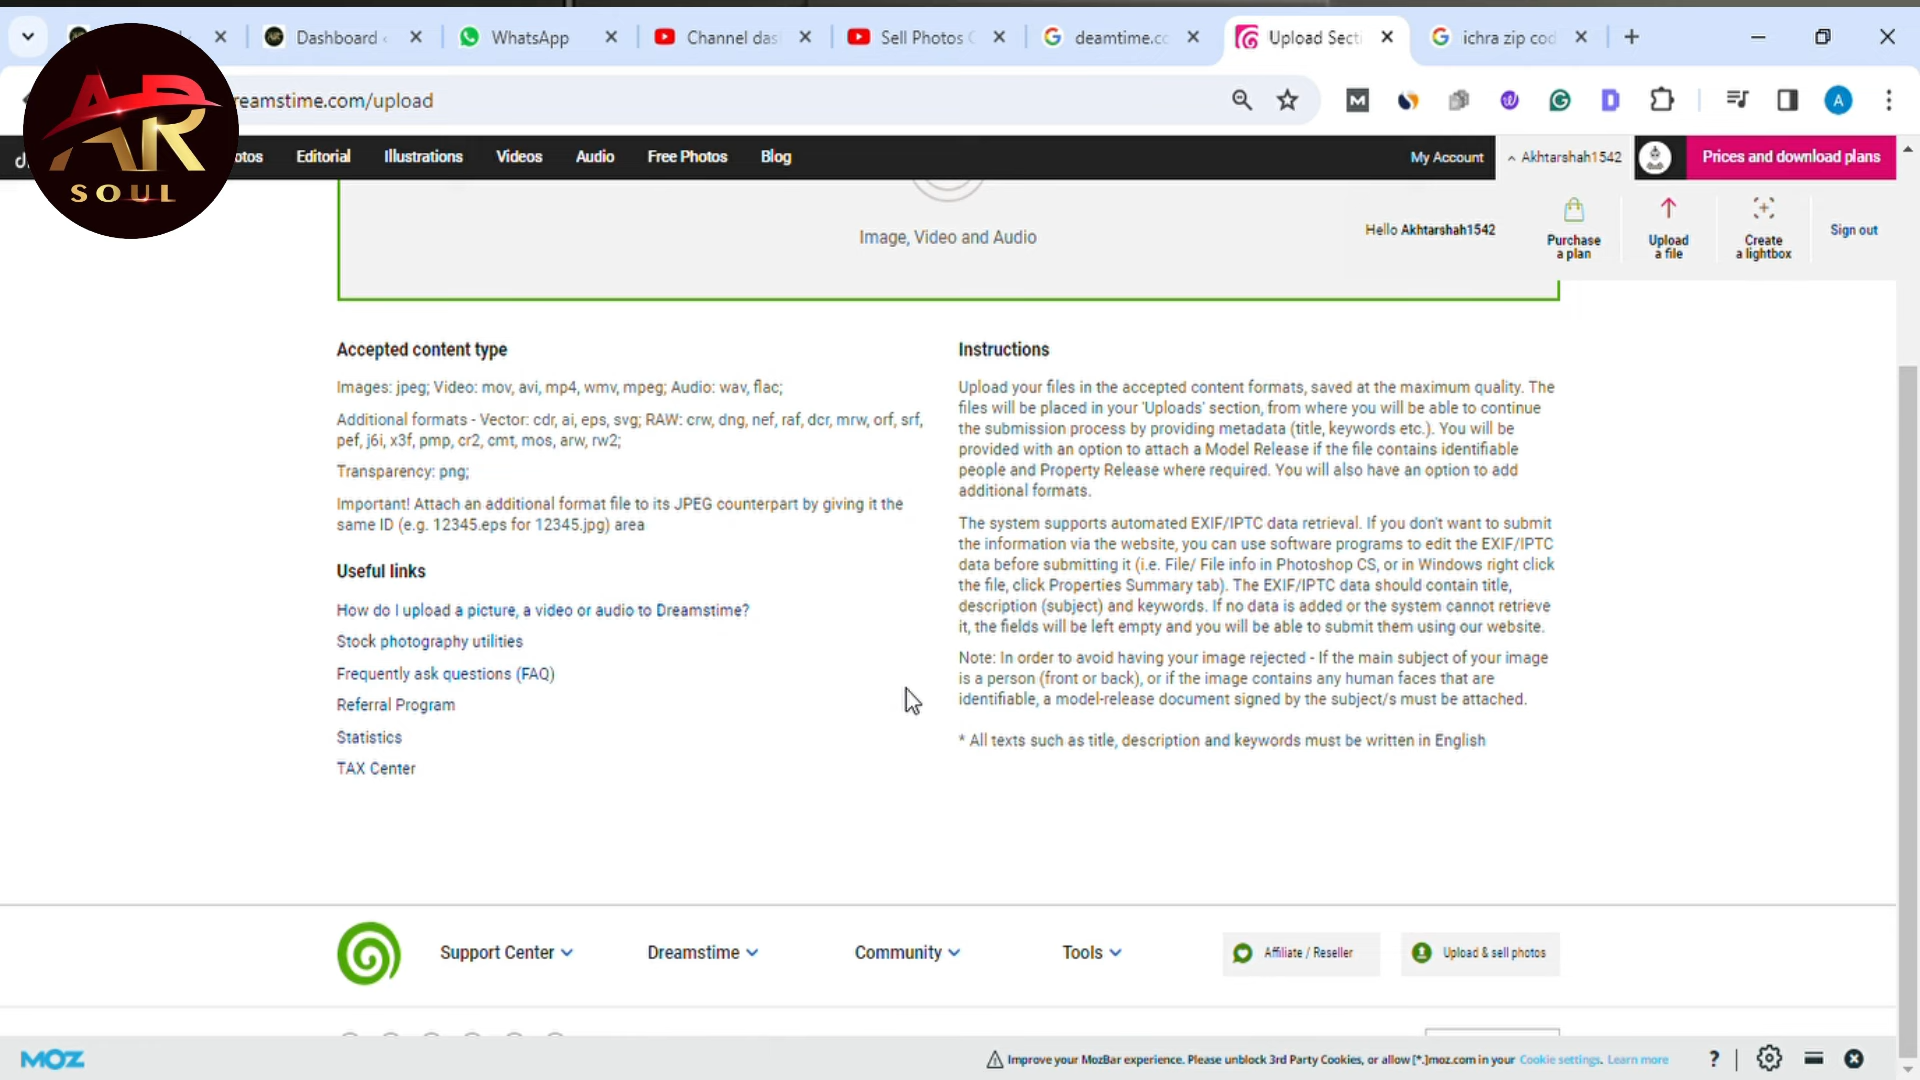 Dashboard
WhatsApp
Channel das
Sell Photos
deamtime.cc
Upload Secti
ichra zip cod
reamstime.com/upload
AR
SOUL
otos
Editorial
Illustrations
Videos
Audio
Free Photos
Blog
My Account
Akhtarshah1542
Prices and download plans
Hello Akhtarshah1542
Purchase
a plan
Upload
a file
Create
a lightbox
Sign out
Image, Video and Audio
Accepted content type
Images: jpeg; Video: mov, avi, mp4, wmv, mpeg; Audio: wav, flac;
Additional formats - Vector: cdr, ai, eps, svg; RAW: crw, dng, nef, raf, dcr, mrw, orf, srf,
pef, j6i, x3f, pmp, cr2, cmt, mos, arw, rw2;
Transparency: png;
Important! Attach an additional format file to its JPEG counterpart by giving it the
same ID (e.g. 12345.eps for 12345.jpg) area
Useful links
How do I upload a picture, a video or audio to Dreamstime?
Stock photography utilities
Frequently ask questions (FAQ)
Referral Program
Statistics
TAX Center
Instructions
Upload your files in the accepted content formats, saved at the maximum quality. The
files will be placed in your 'Uploads' section, from where you will be able to continue
the submission process by providing metadata (title, keywords etc.). You will be
provided with an option to attach a Model Release if the file contains identifiable
people and Property Release where required. You will also have an option to add
additional formats.
The system supports automated EXIF/IPTC data retrieval. If you don't want to submit
the information via the website, you can use software programs to edit the EXIF/IPTC
data before submitting it (i.e. File/ File info in Photoshop CS, or in Windows right click
the file, click Properties Summary tab). The EXIF/IPTC data should contain title,
description (subject) and keywords. If no data is added or the system cannot retrieve
it, the fields will be left empty and you will be able to submit them using our website.
Note: In order to avoid having your image rejected - If the main subject of your image
is a person (front or back), or if the image contains any human faces that are
identifiable, a model-release document signed by the subject/s must be attached.
* All texts such as title, description and keywords must be written in English
Support Center
Dreamstime
Community
Tools
Affiliate / Reseller
Upload & sell photos
MOZ
Improve your MozBar experience. Please unblock 3rd Party Cookies, or allow [*.]moz.com in your Cookie settings. Learn more